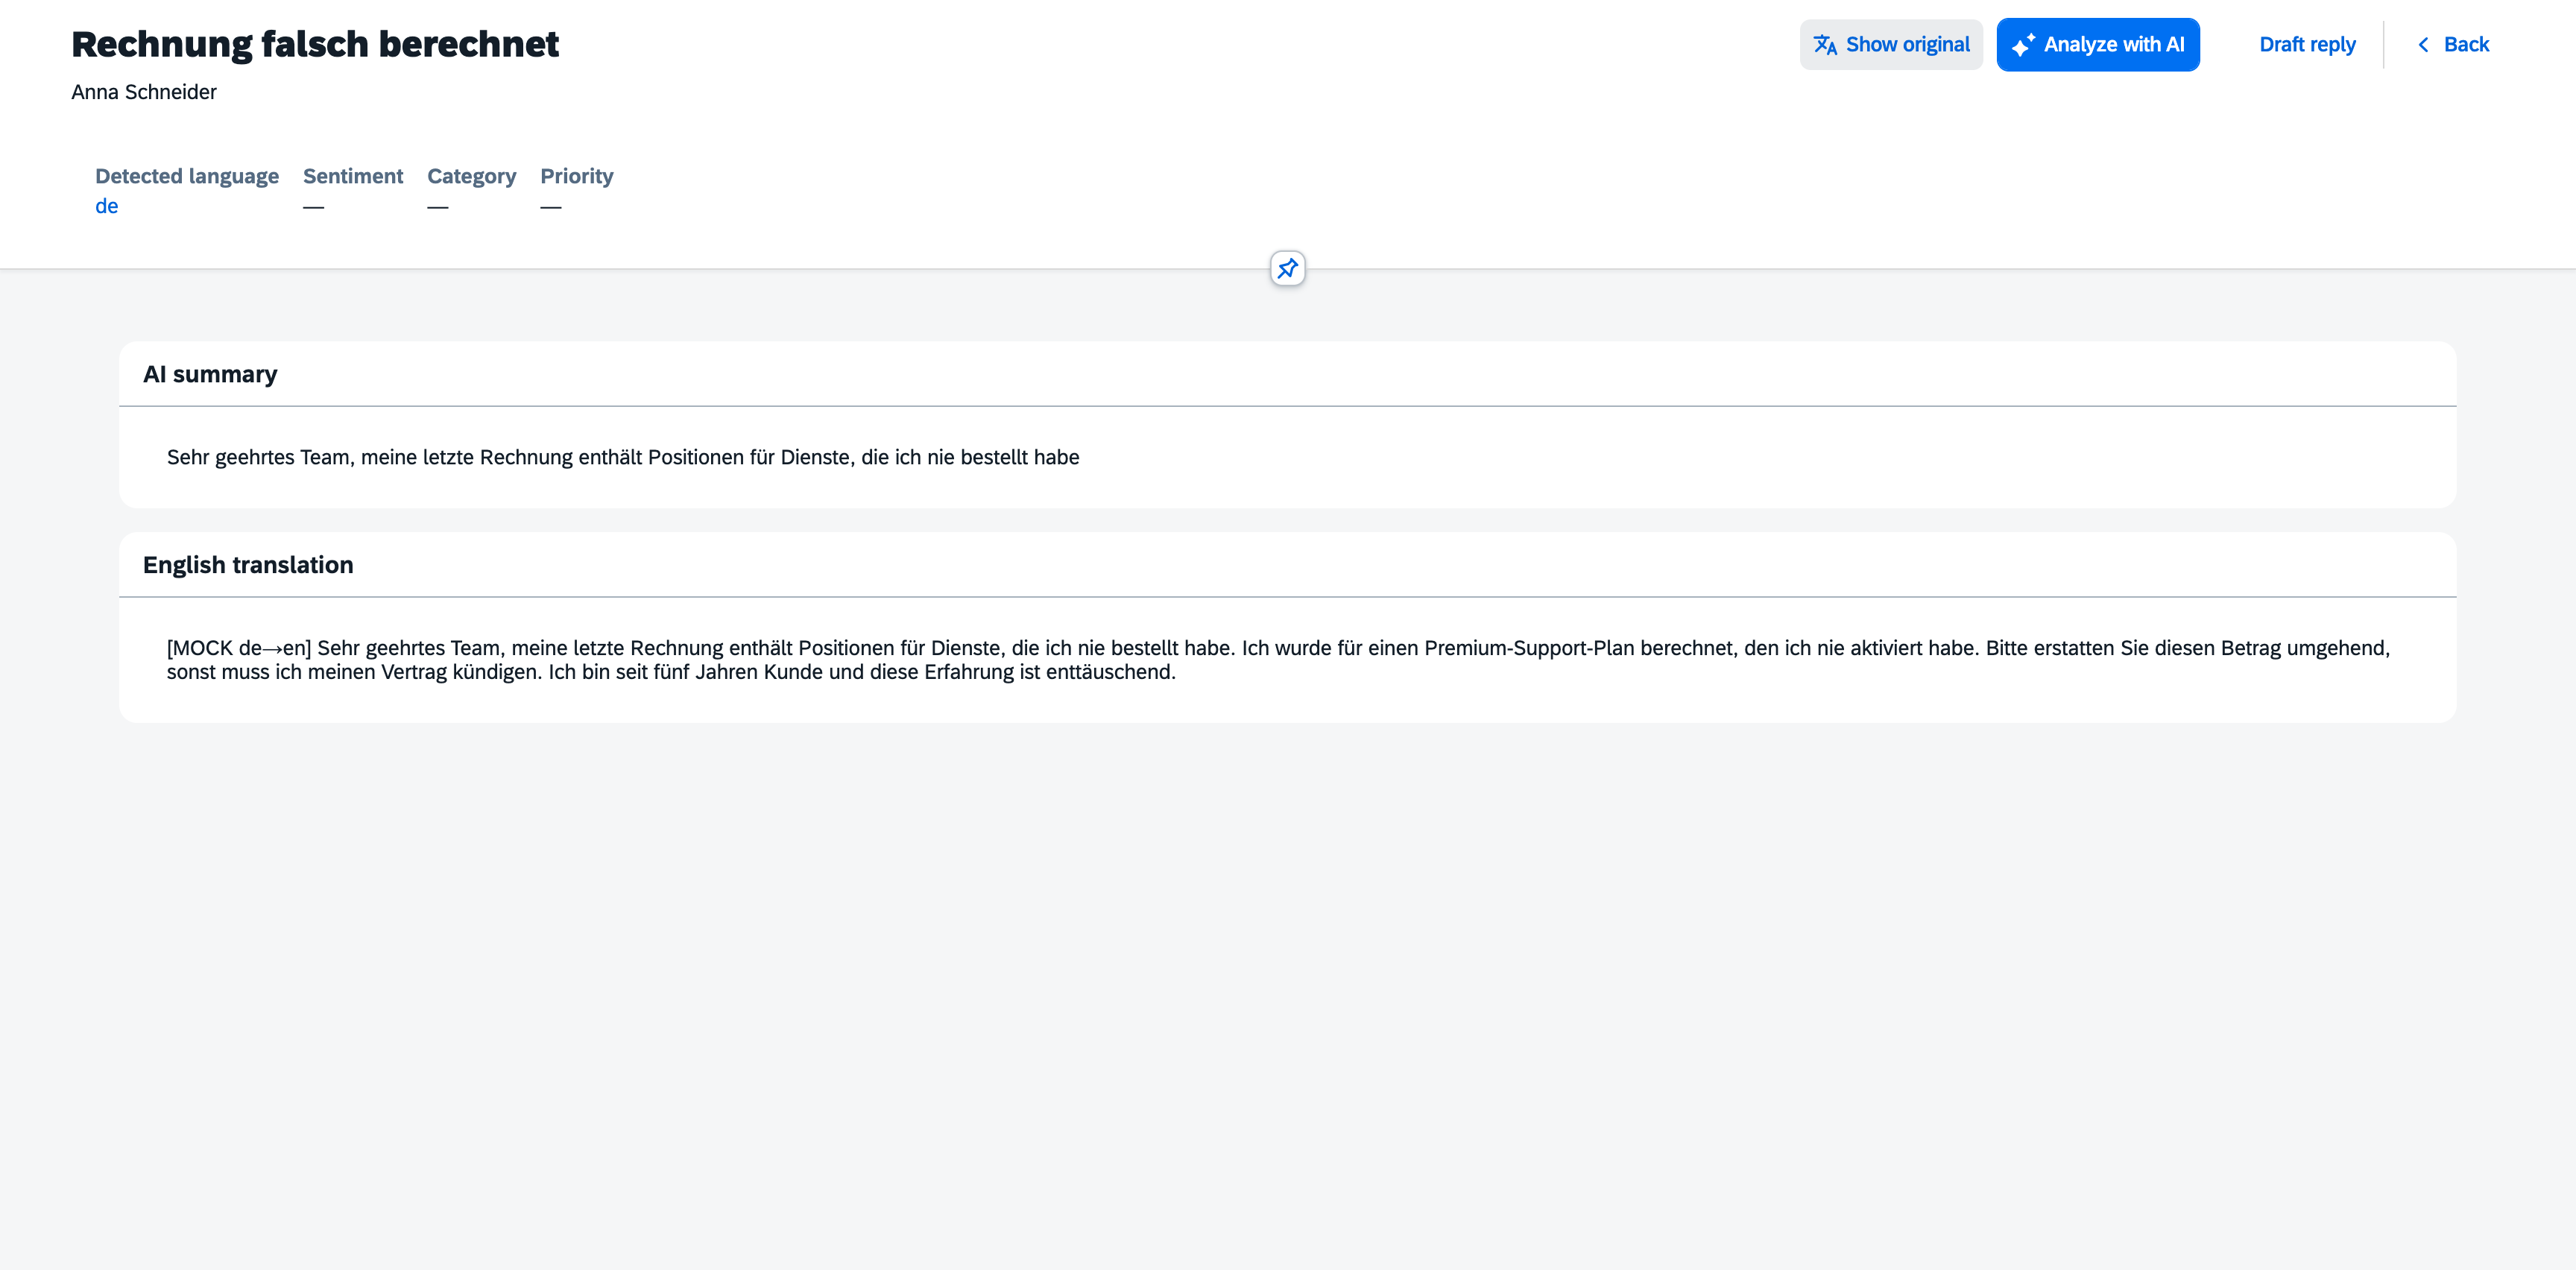 Rechnung falsch berechnet
Show original
Analyze with AI
Draft reply
Back
Anna Schneider
Detected language Sentiment Category Priority
de — — —
AI summary
Sehr geehrtes Team, meine letzte Rechnung enthält Positionen für Dienste, die ich nie bestellt habe
English translation
[MOCK de→en] Sehr geehrtes Team, meine letzte Rechnung enthält Positionen für Dienste, die ich nie bestellt habe. Ich wurde für einen Premium-Support-Plan berechnet, den ich nie aktiviert habe. Bitte erstatten Sie diesen Betrag umgehend,
sonst muss ich meinen Vertrag kündigen. Ich bin seit fünf Jahren Kunde und diese Erfahrung ist enttäuschend.